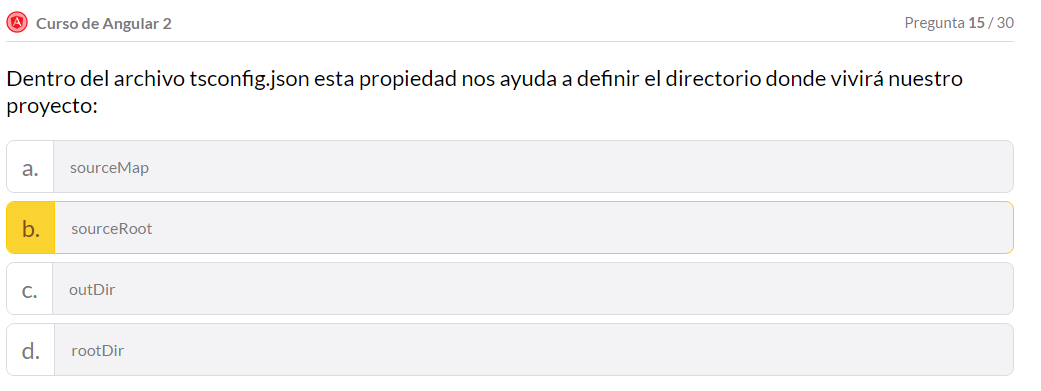 Curso de Angular 2
Pregunta 15 / 30
Dentro del archivo tsconfig.json esta propiedad nos ayuda a definir el directorio donde vivirá nuestro
proyecto:
a. sourceMap
b. sourceRoot
c. outDir
d. rootDir